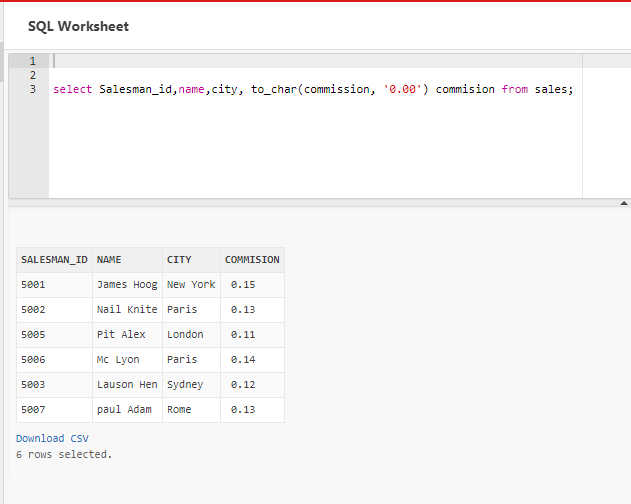 SQL Worksheet
1
2
3 select Salesman_id,name,city, to_char(commission, '0.00') commision from sales;
SALESMAN_ID NAME CITY COMMISION
5001 James Hoog New York 0.15
5002 Nail Knite Paris 0.13
5005 Pit Alex London 0.11
5006 Mc Lyon Paris 0.14
5003 Lauson Hen Sydney 0.12
5007 paul Adam Rome 0.13
Download CSV
6 rows selected.